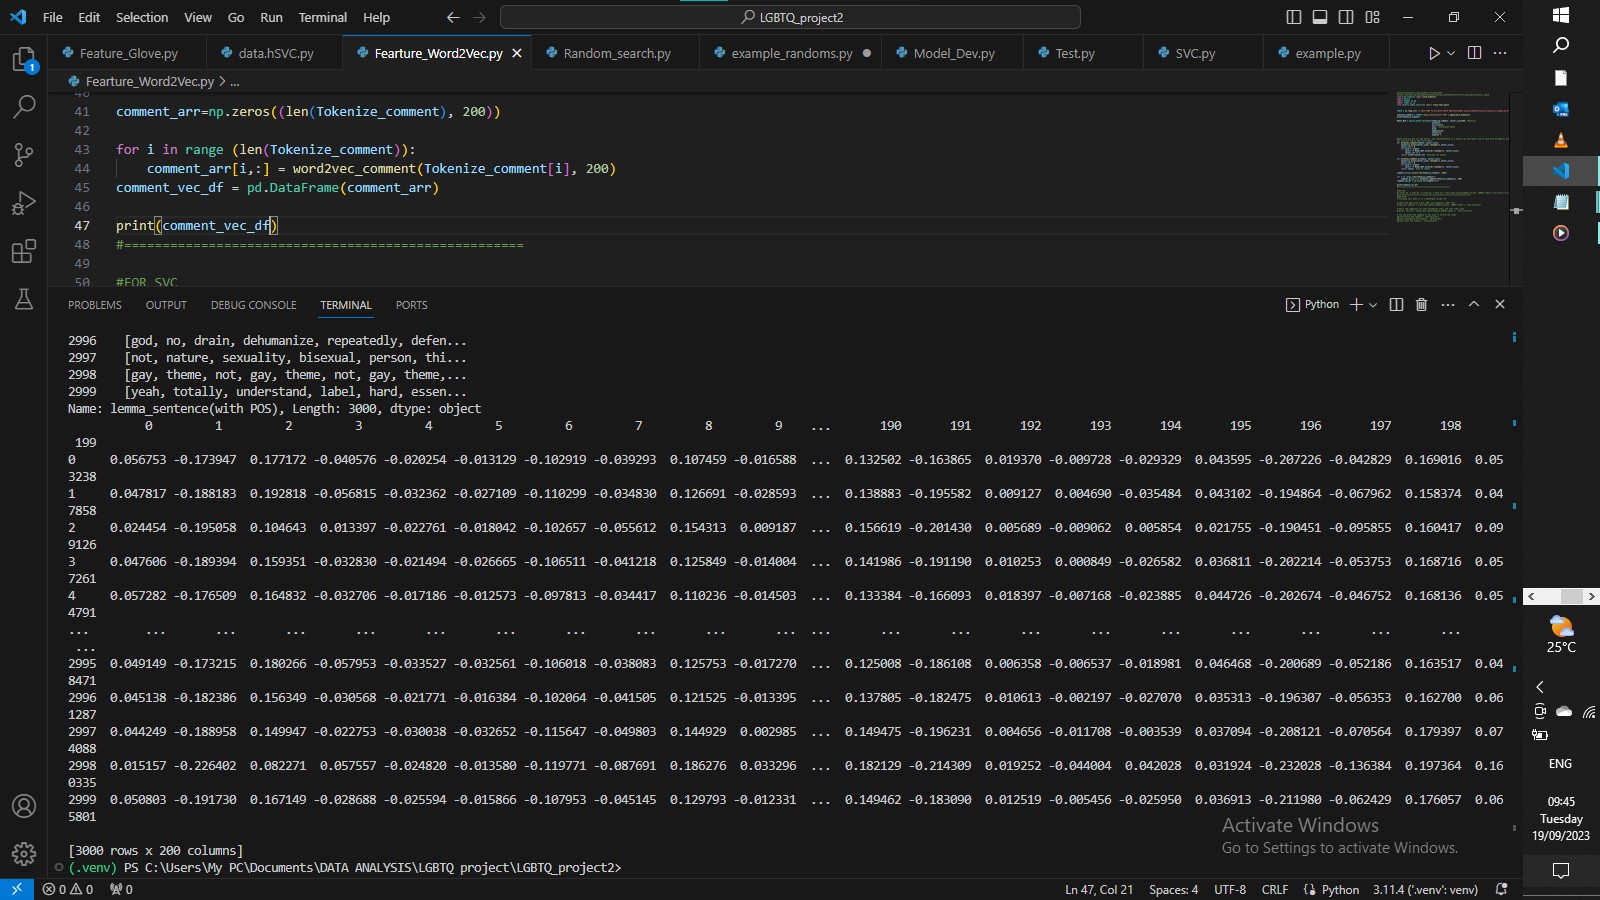 File Edit Selection View Go Run Terminal Help LGBTQ_project2
Feature_Glove.py data.hSVC.py Fearture_Word2Vec.py Random_search.py example_randoms.py Model_Dev.py Test.py SVC.py example.py
Fearture_Word2Vec.py > ...
40
41 comment_arr=np.zeros((len(Tokenize_comment), 200))
42
43 for i in range (len(Tokenize_comment)):
44 comment_arr[i,:] = word2vec_comment(Tokenize_comment[i], 200)
45 comment_vec_df = pd.DataFrame(comment_arr)
46
47 print(comment_vec_df)
48 #====================================================
49
50 #FOR SVC
PROBLEMS OUTPUT DEBUG CONSOLE TERMINAL PORTS Python
2996 [god, no, drain, dehumanize, repeatedly, defen...
2997 [not, nature, sexuality, bisexual, person, thi...
2998 [gay, theme, not, gay, theme, not, gay, theme,...
2999 [yeah, totally, understand, label, hard, essen...
Name: lemma_sentence(with POS), Length: 3000, dtype: object
0 1 2 3 4 5 6 7 8 9 ... 190 191 192 193 194 195 196 197 198
199
0 0.056753 -0.173947 0.177172 -0.040576 -0.020254 -0.013129 -0.102919 -0.039293 0.107459 -0.016588 ... 0.132502 -0.163865 0.019370 -0.009728 -0.029329 0.043595 -0.207226 -0.042829 0.169016 0.05
3238
1 0.047817 -0.188183 0.192818 -0.056815 -0.032362 -0.027109 -0.110299 -0.034830 0.126691 -0.028593 ... 0.138883 -0.195582 0.009127 0.004690 -0.035484 0.043102 -0.194864 -0.067962 0.158374 0.04
7858
2 0.024454 -0.195058 0.104643 0.013397 -0.022761 -0.018042 -0.102657 -0.055612 0.154313 0.009187 ... 0.156619 -0.201430 0.005689 -0.009062 0.005854 0.021755 -0.190451 -0.095855 0.160417 0.09
9126
3 0.047606 -0.189394 0.159351 -0.032830 -0.021494 -0.026665 -0.106511 -0.041218 0.125849 -0.014004 ... 0.141986 -0.191190 0.010253 0.000849 -0.026582 0.036811 -0.202214 -0.053753 0.168716 0.05
7261
4 0.057282 -0.176509 0.164832 -0.032706 -0.017186 -0.012573 -0.097813 -0.034417 0.110236 -0.014503 ... 0.133384 -0.166093 0.018397 -0.007168 -0.023885 0.044726 -0.202674 -0.046752 0.168136 0.05
4791
... ... ... ... ... ... ... ... ... ... ... ... ... ... ... ... ... ... ... ... ...
...
2995 0.049149 -0.173215 0.180266 -0.057953 -0.033527 -0.032561 -0.106018 -0.038083 0.125753 -0.017270 ... 0.125008 -0.186108 0.006358 -0.006537 -0.018981 0.046468 -0.200689 -0.052186 0.163517 0.04
8471
2996 0.045138 -0.182386 0.156349 -0.030568 -0.021771 -0.016384 -0.102064 -0.041505 0.121525 -0.013395 ... 0.137805 -0.182475 0.010613 -0.002197 -0.027070 0.035313 -0.196307 -0.056353 0.162700 0.06
1287
2997 0.044249 -0.188958 0.149947 -0.022753 -0.030038 -0.032652 -0.115647 -0.049803 0.144929 0.002985 ... 0.149475 -0.196231 0.004656 -0.011708 -0.003539 0.037094 -0.208121 -0.070564 0.179397 0.07
4088
2998 0.015157 -0.226402 0.082271 0.057557 -0.024820 -0.013580 -0.119771 -0.087691 0.186276 0.033296 ... 0.182129 -0.214309 0.019252 -0.044004 0.042028 0.031924 -0.232028 -0.136384 0.197364 0.16
0335
2999 0.050803 -0.191730 0.167149 -0.028688 -0.025594 -0.015866 -0.107953 -0.045145 0.129793 -0.012331 ... 0.149462 -0.183090 0.012519 -0.005456 -0.025950 0.036913 -0.211980 -0.062429 0.176057 0.06
5801
[3000 rows x 200 columns]
(.venv) PS C:\Users\My PC\Documents\DATA ANALYSIS\LGBTQ project\LGBTQ_project2>
Activate Windows
Go to Settings to activate Windows.
0 0 0 Ln 47, Col 21 Spaces: 4 UTF-8 CRLF Python 3.11.4 ('.venv': venv)
1
25°C
ENG
09:45
Tuesday
19/09/2023